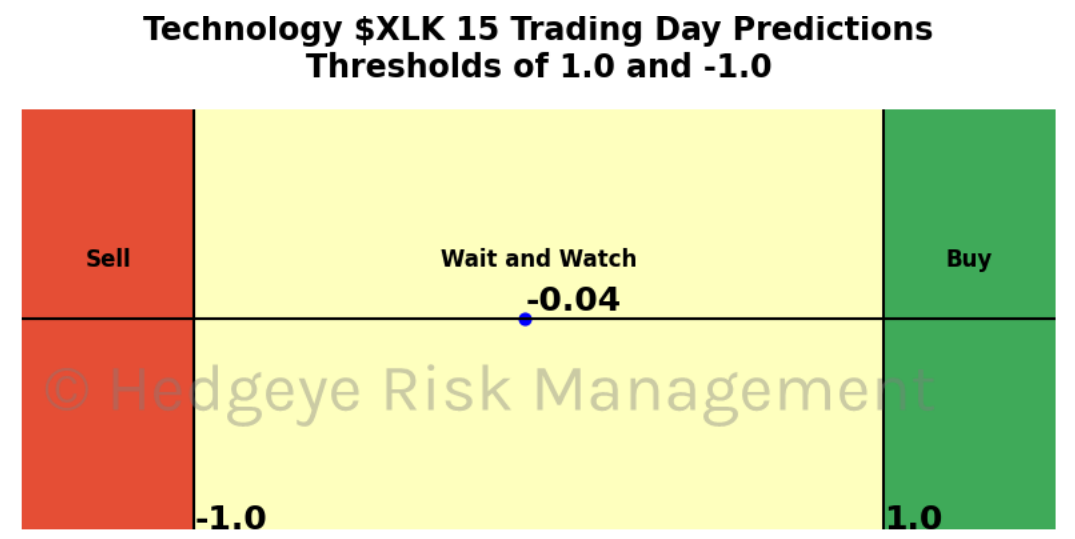 Technology $XLK 15 Trading Day Predictions
Thresholds of 1.0 and -1.0
Sell
Wait and Watch
Buy
-0.04
© Hedgeye Risk Management
-1.0
1.0